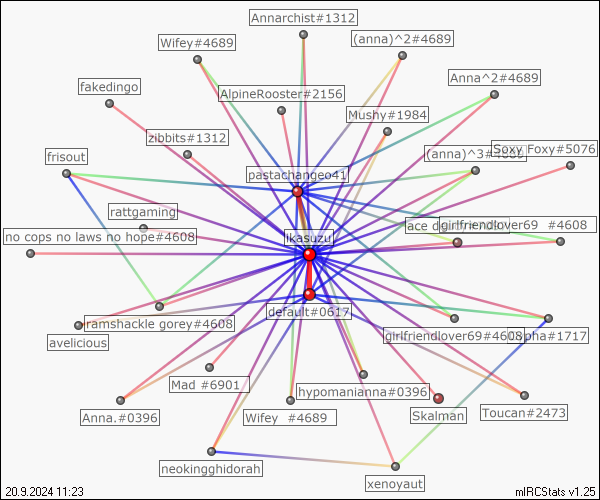 Annarchist#1312
Wifey#4689
(anna)^2#4689
fakedingo
Anna^2#4689
AlpineRooster#2156
Mushy#1984
zibbits#1312
frisout
(anna)^3#4689
Soxy Foxy#5076
pastachangeo41
rattgaming
ace
girlfriendlover69 #4608
no cops no laws no hope#4608
ikasuzu
default#0617
ramshackle gorey#4608
girlfriendlover69#4608
#1717
avelicious
Mad #6901
hypomanianna#0396
Anna.#0396
Wifey #4689
Skalman
Toucan#2473
neokingghidorah
xenoyaut
20.9.2024 11:23
mIRCStats v1.25